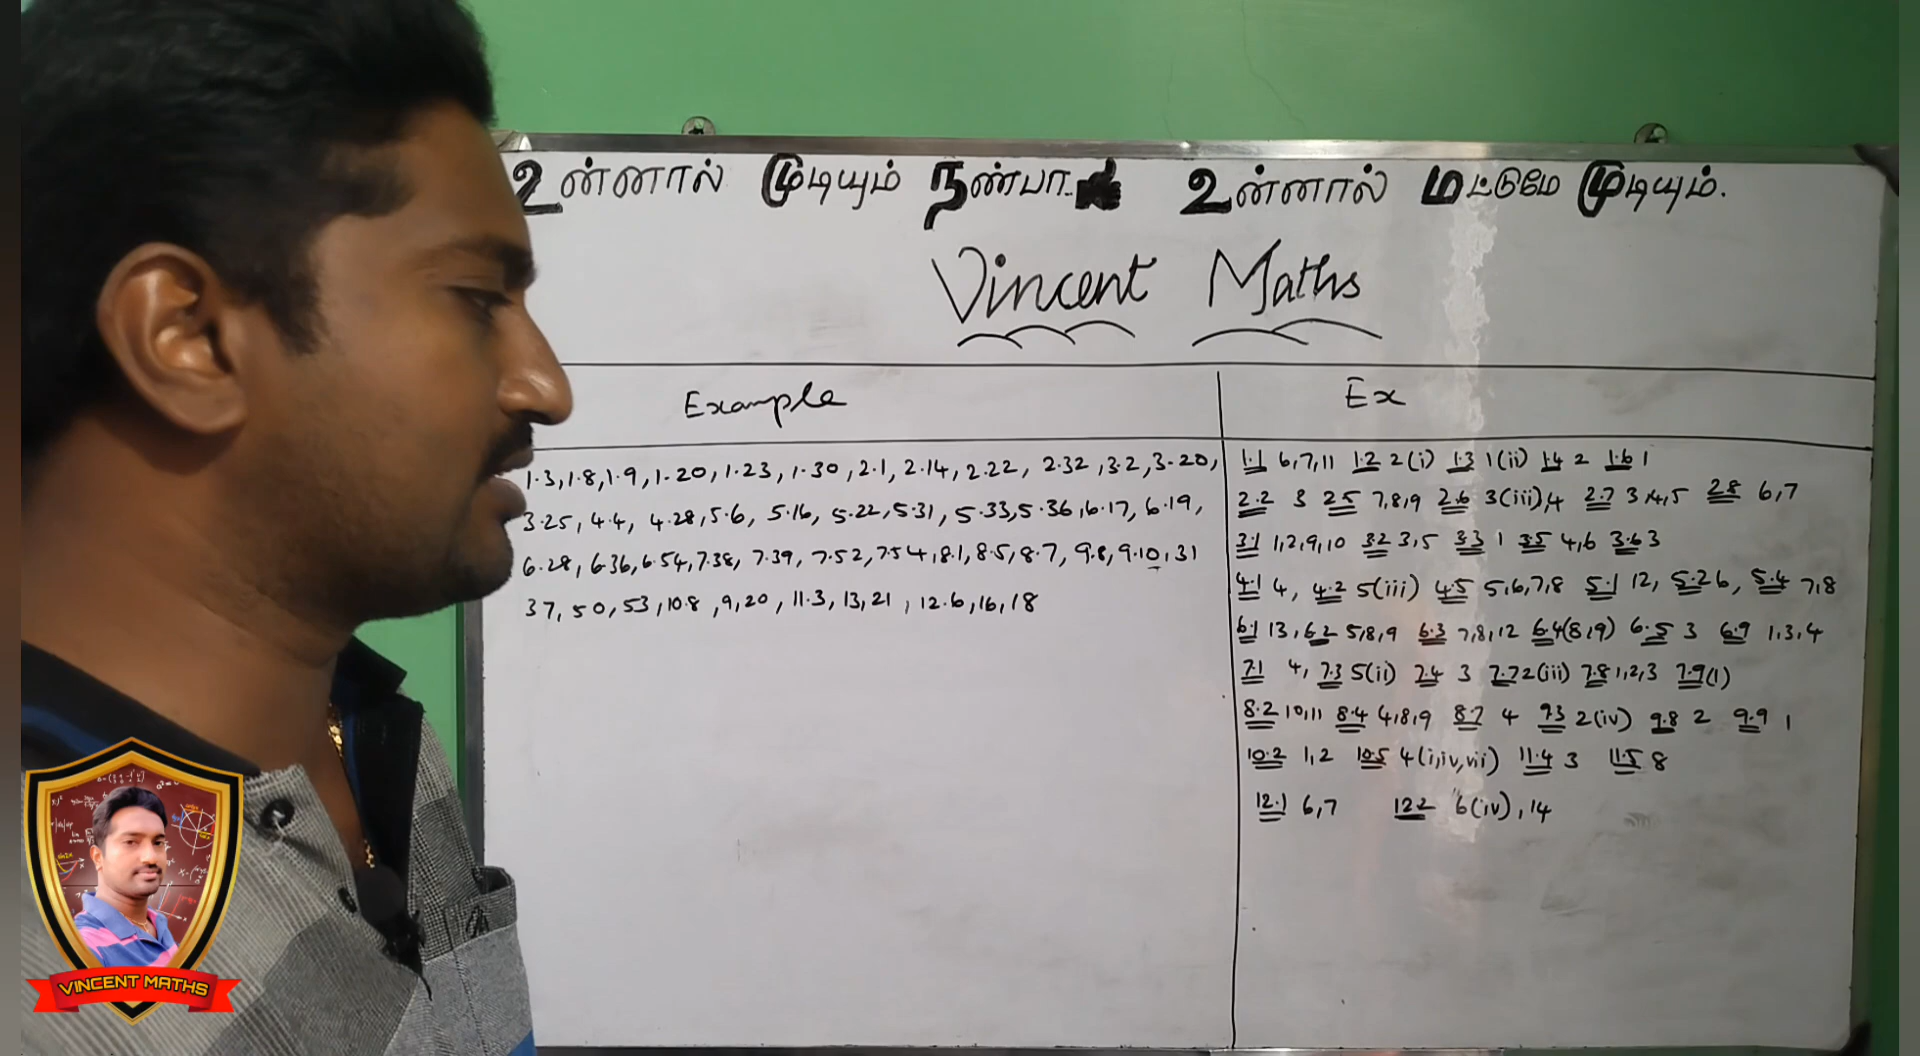 உன்னால் முடியும் நண்பா.. உன்னால் மட்டுமே முடியும்.
Vincent Maths
Example
1.3, 1.8, 1.9, 1.20, 1.23, 1.30, 2.1, 2.14, 2.22, 2.32, 3.2, 3.20,
3.25, 4.4, 4.28, 5.6, 5.16, 5.22, 5.31, 5.33, 5.36, 6.17, 6.19,
6.28, 6.36, 6.54, 7.38, 7.39, 7.52, 7.54, 8.1, 8.5, 8.7, 9.8, 9.10, 31
37, 50, 53, 10.8, 9, 20, 11.3, 13, 21, 12.6, 16, 18
Ex
1.1 6,7,11 1.2 2(i) 1.3 1(ii) 1.4 2 1.6 1
2.2 3 2.5 7,8,9 2.6 3(iii),4 2.7 3,4,5 2.8 6,7
3.1 1,2,9,10 3.2 3,5 3.3 1 3.5 4,6 3.6 3
4.1 4, 4.2 5(iii) 4.5 5,6,7,8 5.1 12, 5.2 6, 5.4 7,8
6.1 13, 6.2 5,8,9 6.3 7,8,12 6.4(8,9) 6.5 3 6.9 1,3,4
7.1 4, 7.3 5(ii) 7.4 3 7.7 2(iii) 7.8 1,2,3 7.9(1)
8.2 10,11 8.4 4,8,9 8.7 4 9.3 2(iv) 9.8 2 9.9 1
10.2 1,2 10.5 4(i,iv,vii) 11.4 3 11.5 8
12.1 6,7 12.2 6(iv),14
VINCENT MATHS